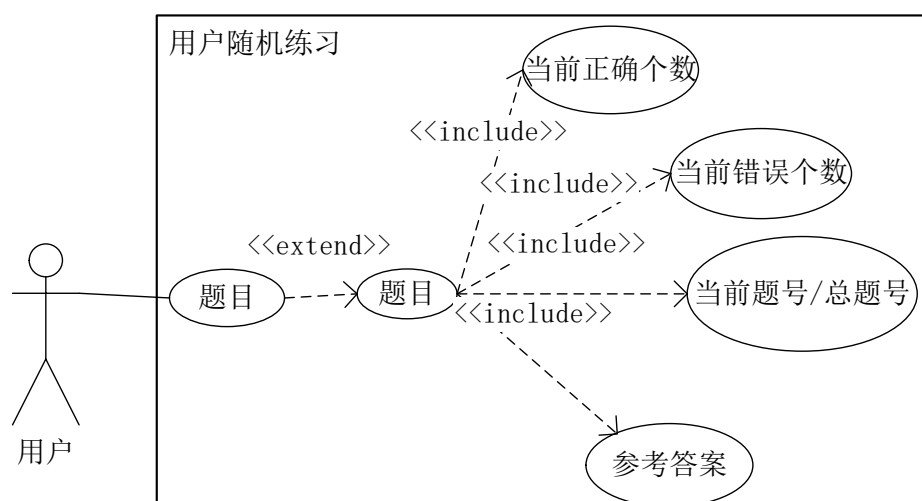 用户随机练习
当前正确个数
<<include>>
当前错误个数
<<include>>
<<extend>>
<<include>>
题目
题目
当前题号/总题号
<<include>>
用户
参考答案